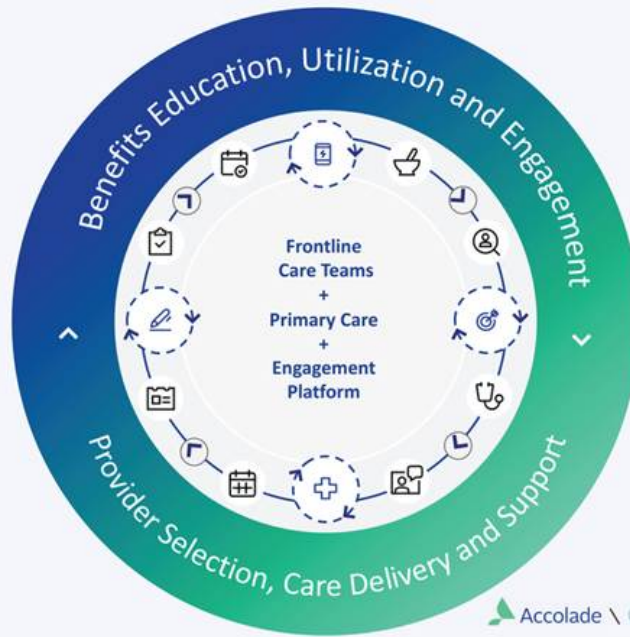 Benefits Education, Utilization and Engagement
Frontline
Care Teams
+
Primary Care
+
Engagement
Platform
Provider Selection, Care Delivery and Support
Accolade \